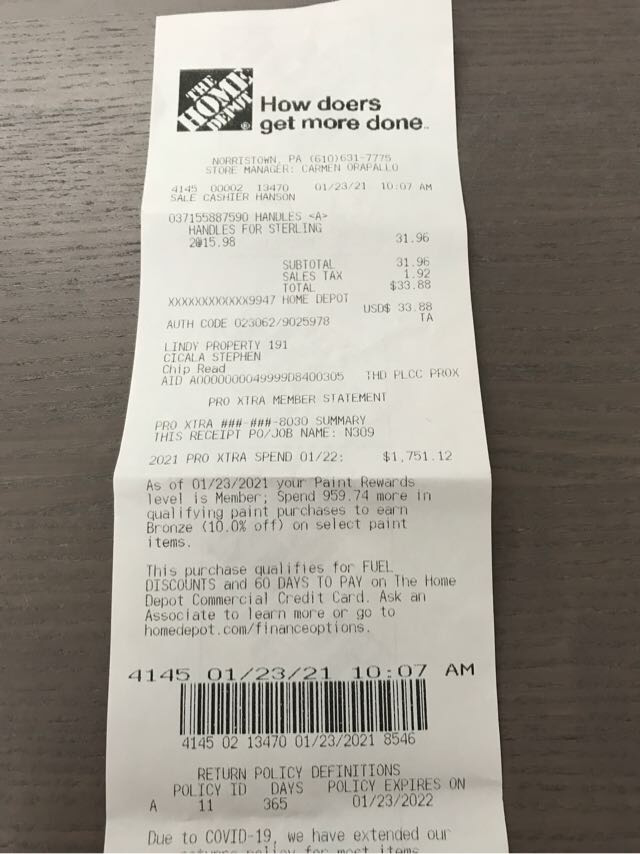 THE
HOME
DEPOT
®
How doers
get more done™
NORRISTOWN, PA (610)631-7775
STORE MANAGER: CARMEN ORAPALLO
4145 00002 13470 01/23/21 10:07 AM
SALE CASHIER HANSON
037155887590 HANDLES <A>
HANDLES FOR STERLING
2@15.98 31.96
SUBTOTAL 31.96
SALES TAX 1.92
TOTAL $33.88
XXXXXXXXXXXX9947 HOME DEPOT
USD$ 33.88
AUTH CODE 023062/9025978 TA
LINDY PROPERTY 191
CICALA STEPHEN
Chip Read
AID A0000000049999D8400305 THD PLCC PROX
PRO XTRA MEMBER STATEMENT
PRO XTRA ###-###-8030 SUMMARY
THIS RECEIPT PO/JOB NAME: N309
2021 PRO XTRA SPEND 01/22: $1,751.12
As of 01/23/2021 your Paint Rewards
level is Member; Spend 959.74 more in
qualifying paint purchases to earn
Bronze (10.0% off) on select paint
items.
This purchase qualifies for FUEL
DISCOUNTS and 60 DAYS TO PAY on The Home
Depot Commercial Credit Card. Ask an
Associate to learn more or go to
homedepot.com/financeoptions.
4145 01/23/21 10:07 AM
4145 02 13470 01/23/2021 8546
RETURN POLICY DEFINITIONS
POLICY ID DAYS POLICY EXPIRES ON
A 11 365 01/23/2022
Due to COVID-19, we have extended our
returns policy for most items